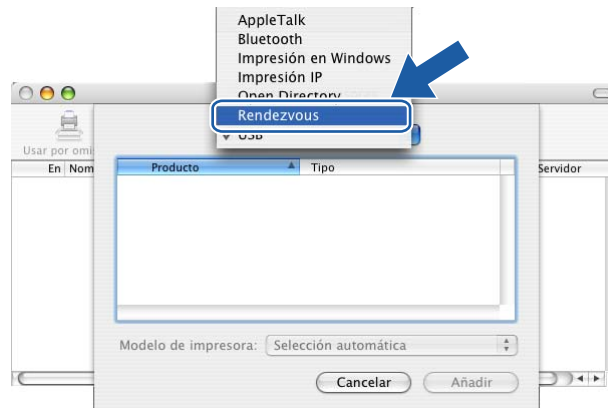 AppleTalk
Bluetooth
Impresión en Windows
Impresión IP
Open Directory
Rendezvous
USB
Usar por omi
En Nom
Producto Tipo
Servidor
Modelo de impresora: Selección automática
Cancelar Añadir